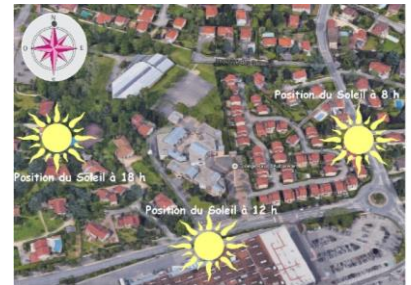 Position du Soleil à 8 h
Position du Soleil à 18 h
Position du Soleil à 12 h